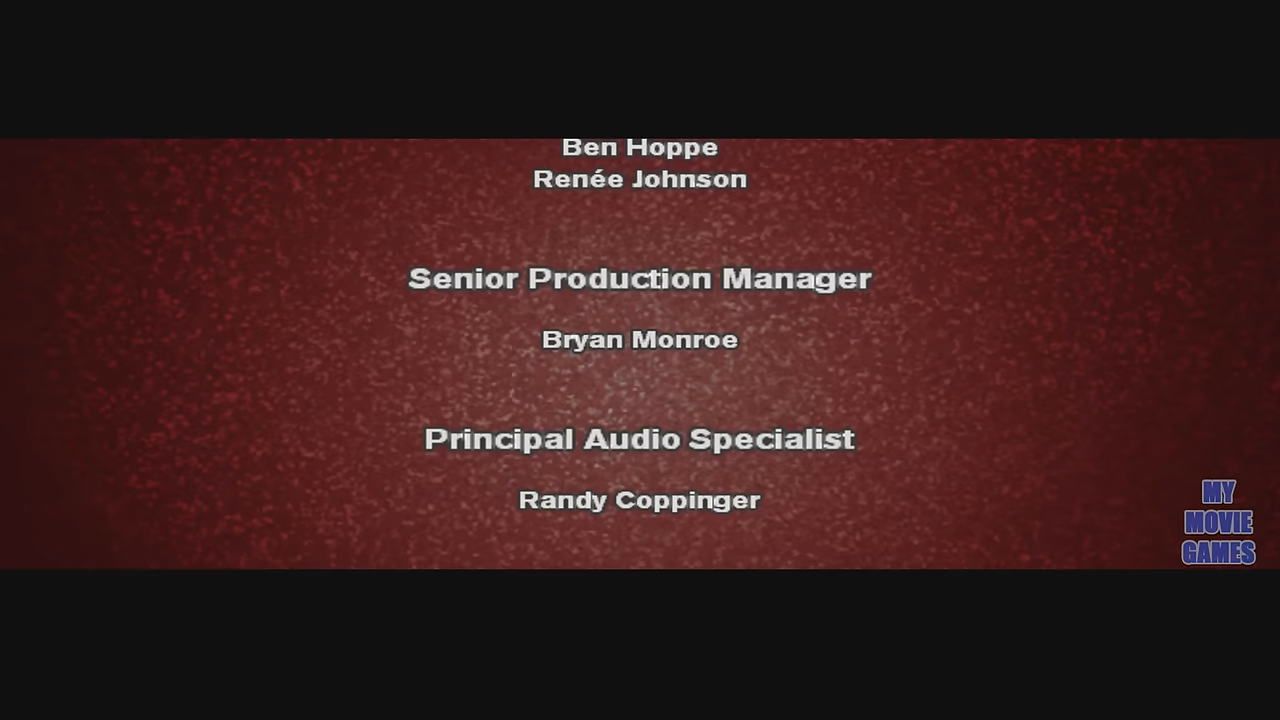 Ben Hoppe
Renée Johnson
Senior Production Manager
Bryan Monroe
Principal Audio Specialist
Randy Coppinger
MY
MOVIE
GAMES